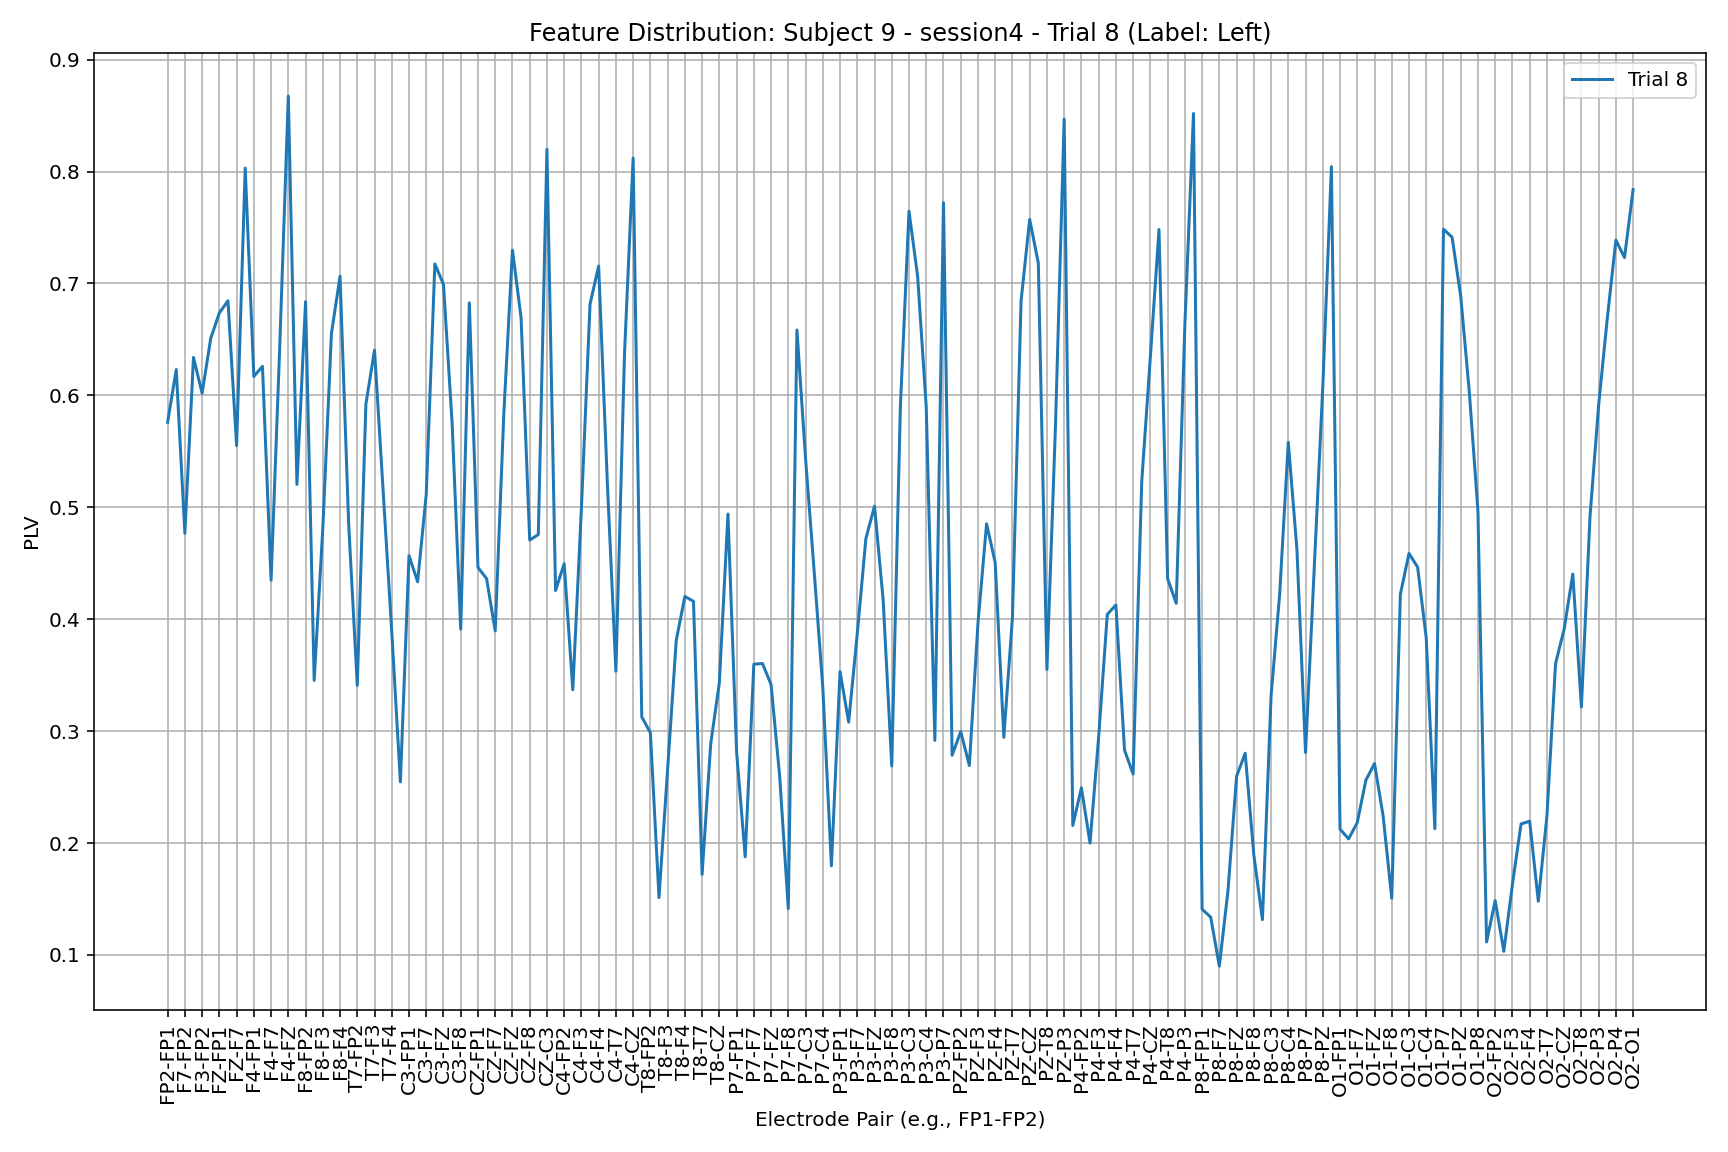 Feature Distribution: Subject 9 - session4 - Trial 8 (Label: Left)
Trial 8
PLV
0.9
0.8
0.7
0.6
0.5
0.4
0.3
0.2
0.1
FP2-FP1
F7-FP2
F3-FP2
FZ-FP1
FZ-F7
F4-FP1
F4-F7
F4-FZ
F8-FP2
F8-F3
F8-F4
T7-FP2
T7-F3
T7-F4
C3-FP1
C3-F7
C3-FZ
C3-F8
CZ-FP1
CZ-F7
CZ-FZ
CZ-F8
CZ-C3
C4-FP2
C4-F3
C4-F4
C4-T7
C4-CZ
T8-FP2
T8-F3
T8-F4
T8-T7
T8-CZ
P7-FP1
P7-F7
P7-FZ
P7-F8
P7-C3
P7-C4
P3-FP1
P3-F7
P3-FZ
P3-F8
P3-C3
P3-C4
P3-P7
PZ-FP2
PZ-F3
PZ-F4
PZ-T7
PZ-CZ
PZ-T8
PZ-P3
P4-FP2
P4-F3
P4-F4
P4-T7
P4-CZ
P4-T8
P4-P3
P8-FP1
P8-F7
P8-FZ
P8-F8
P8-C3
P8-C4
P8-P7
P8-PZ
O1-FP1
O1-F7
O1-FZ
O1-F8
O1-C3
O1-C4
O1-P7
O1-PZ
O1-P8
O2-FP2
O2-F3
O2-F4
O2-T7
O2-CZ
O2-T8
O2-P3
O2-P4
O2-O1
Electrode Pair (e.g., FP1-FP2)